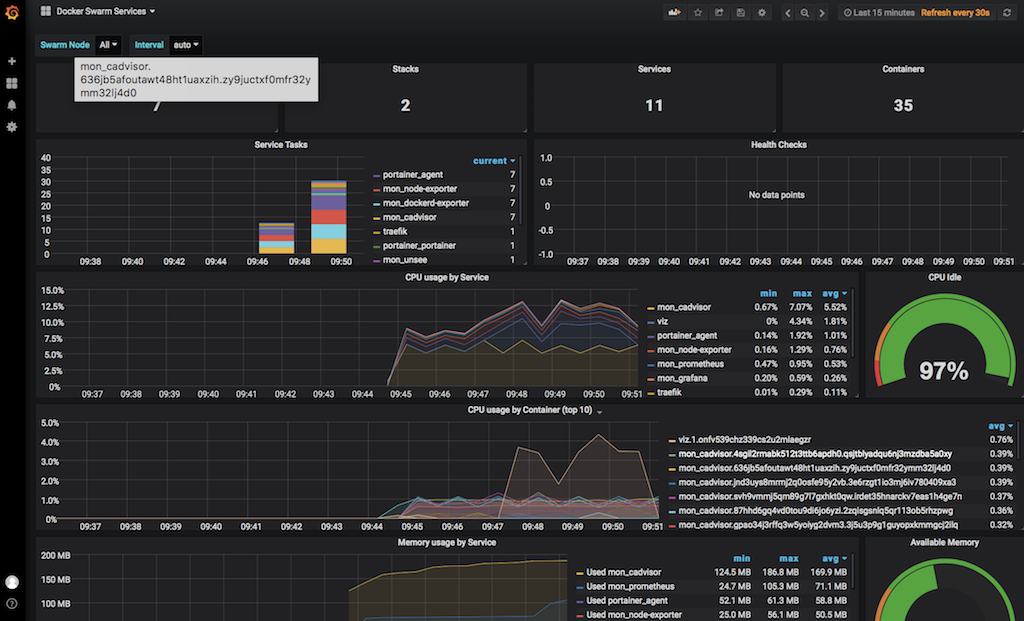 Docker Swarm Services
Last 15 minutes Refresh every 30s
Swarm Node All Interval auto
mon_cadvisor.
636jb5afoutawt48ht1uaxzih.zy9juctxf0mfr32y
mm32lj4d0
7
Stacks
2
Services
11
Containers
35
Service Tasks
40
35
30
25
20
15
10
5
0
09:38 09:40 09:42 09:44 09:46 09:48 09:50
current
portainer_agent 7
mon_node-exporter 7
mon_dockerd-exporter 7
mon_cadvisor 7
traefik 1
portainer_portainer 1
mon_unsee 1
Health Checks
1.0
0.5
0
-0.5
-1.0
No data points
09:37 09:38 09:39 09:40 09:41 09:42 09:43 09:44 09:45 09:46 09:47 09:48 09:49 09:50 09:51
CPU usage by Service
15.0%
12.5%
10.0%
7.5%
5.0%
2.5%
0%
09:37 09:38 09:39 09:40 09:41 09:42 09:43 09:44 09:45 09:46 09:47 09:48 09:49 09:50 09:51
min max avg
mon_cadvisor 0.67% 7.07% 5.52%
viz 0% 4.34% 1.81%
portainer_agent 0.14% 1.92% 1.01%
mon_node-exporter 0.16% 1.29% 0.76%
mon_prometheus 0.47% 0.95% 0.53%
mon_grafana 0.20% 0.59% 0.26%
traefik 0.01% 0.29% 0.11%
CPU Idle
97%
CPU usage by Container (top 10)
5.0%
4.0%
3.0%
2.0%
1.0%
0%
09:37 09:38 09:39 09:40 09:41 09:42 09:43 09:44 09:45 09:46 09:47 09:48 09:49 09:50 09:51
avg
viz.1.onfv539chz339cs2u2mlaegzr 0.76%
mon_cadvisor.4sgil2rmabk512t3ttb6apdh0.qsjtblyadqu6nj3mzdba5a0xy 0.39%
mon_cadvisor.636jb5afoutawt48ht1uaxzih.zy9juctxf0mfr32ymm32lj4d0 0.39%
mon_cadvisor.jnd3uys8mrmj2q0osfe95y2vb.3e6rzgt1io3mj6iv780409xa3 0.39%
mon_cadvisor.svh9vmmj5qm89g7l7gxhkt0qw.irdet35hnarckv7eas1h4ge7n 0.37%
mon_cadvisor.87hhd6gq4vd0tou9dl6jo6yzi.2zqisgsnlq5qr113ob5rhzpwg 0.36%
mon_cadvisor.gpao34j3rffq3w5yoiyg2dvm3.3j5u3p9g1guyopxkmmgcj2ilq 0.32%
Memory usage by Service
200 MB
150 MB
100 MB
min max avg
Used mon_cadvisor 124.5 MB 186.8 MB 169.9 MB
Used mon_prometheus 24.7 MB 105.3 MB 71.1 MB
Used portainer_agent 52.1 MB 61.3 MB 58.8 MB
Used mon_node-exporter 25.0 MB 56.1 MB 50.5 MB
Available Memory